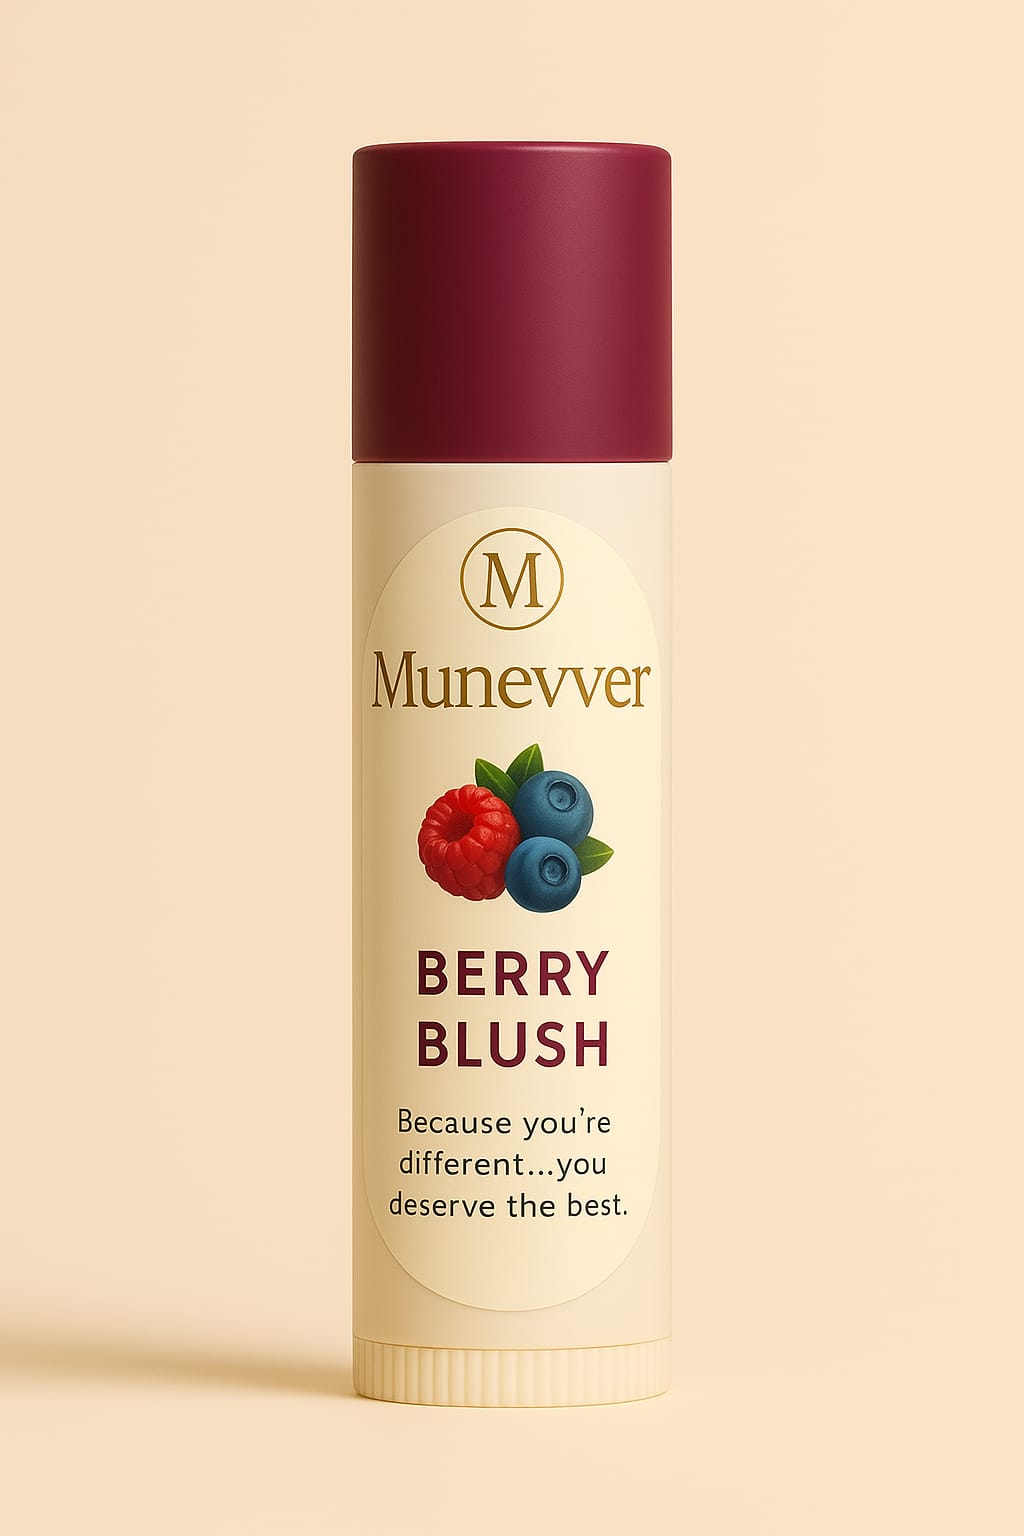 M
Munevver
BERRY
BLUSH
Because you're
different...you
deserve the best.